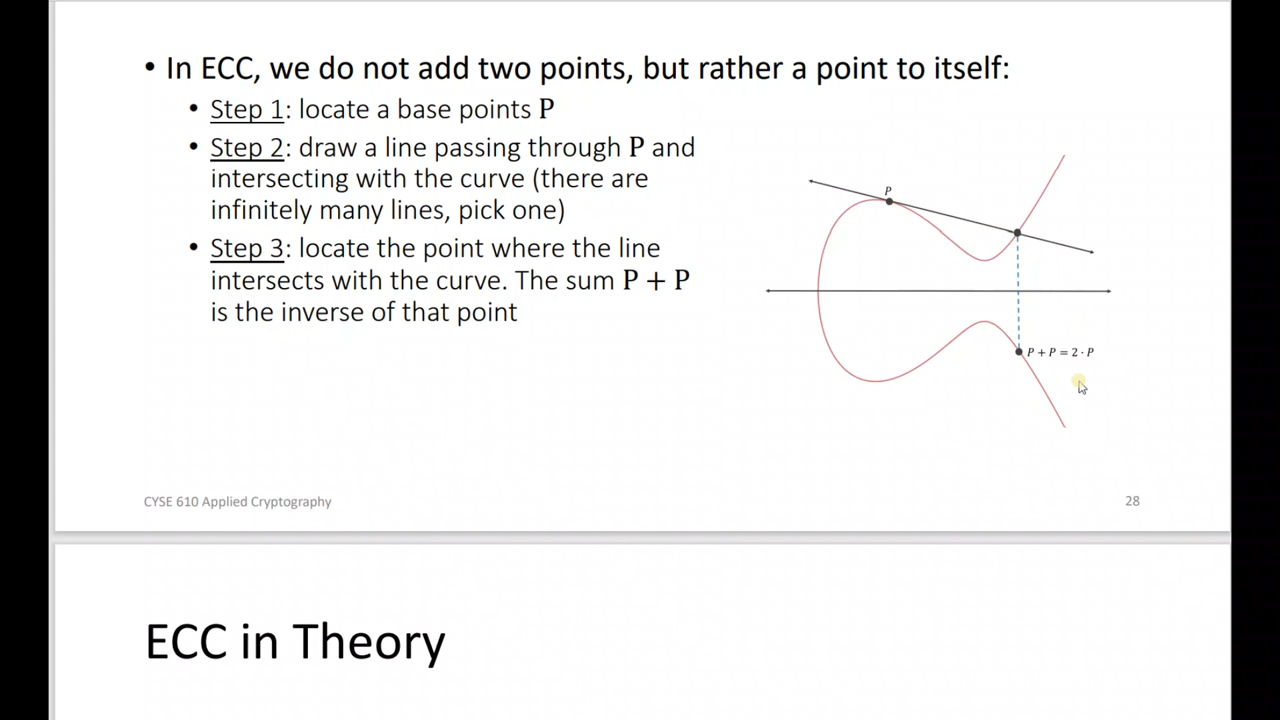 • In ECC, we do not add two points, but rather a point to itself:
• Step 1: locate a base points P
• Step 2: draw a line passing through P and
intersecting with the curve (there are
infinitely many lines, pick one)
• Step 3: locate the point where the line
intersects with the curve. The sum P + P
is the inverse of that point
P
P + P = 2 · P
CYSE 610 Applied Cryptography
28
ECC in Theory